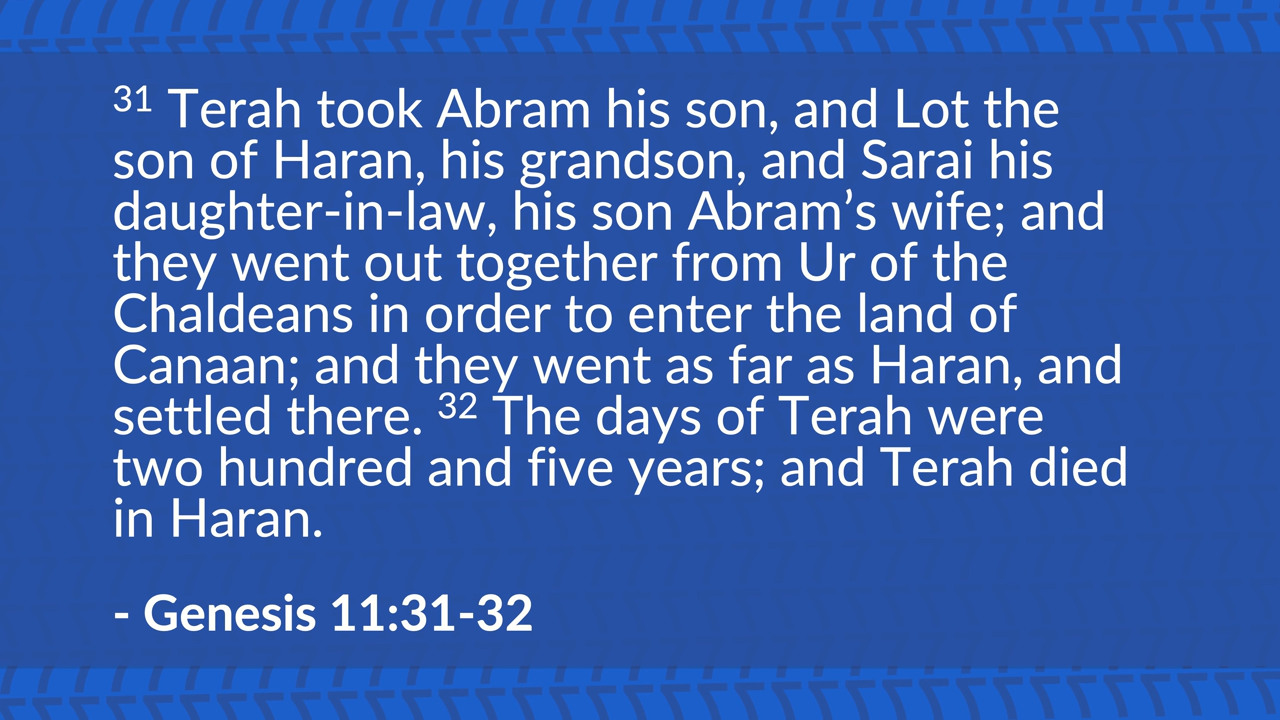 31 Terah took Abram his son, and Lot the
son of Haran, his grandson, and Sarai his
daughter-in-law, his son Abram’s wife; and
they went out together from Ur of the
Chaldeans in order to enter the land of
Canaan; and they went as far as Haran, and
settled there. 32 The days of Terah were
two hundred and five years; and Terah died
in Haran.
- Genesis 11:31-32